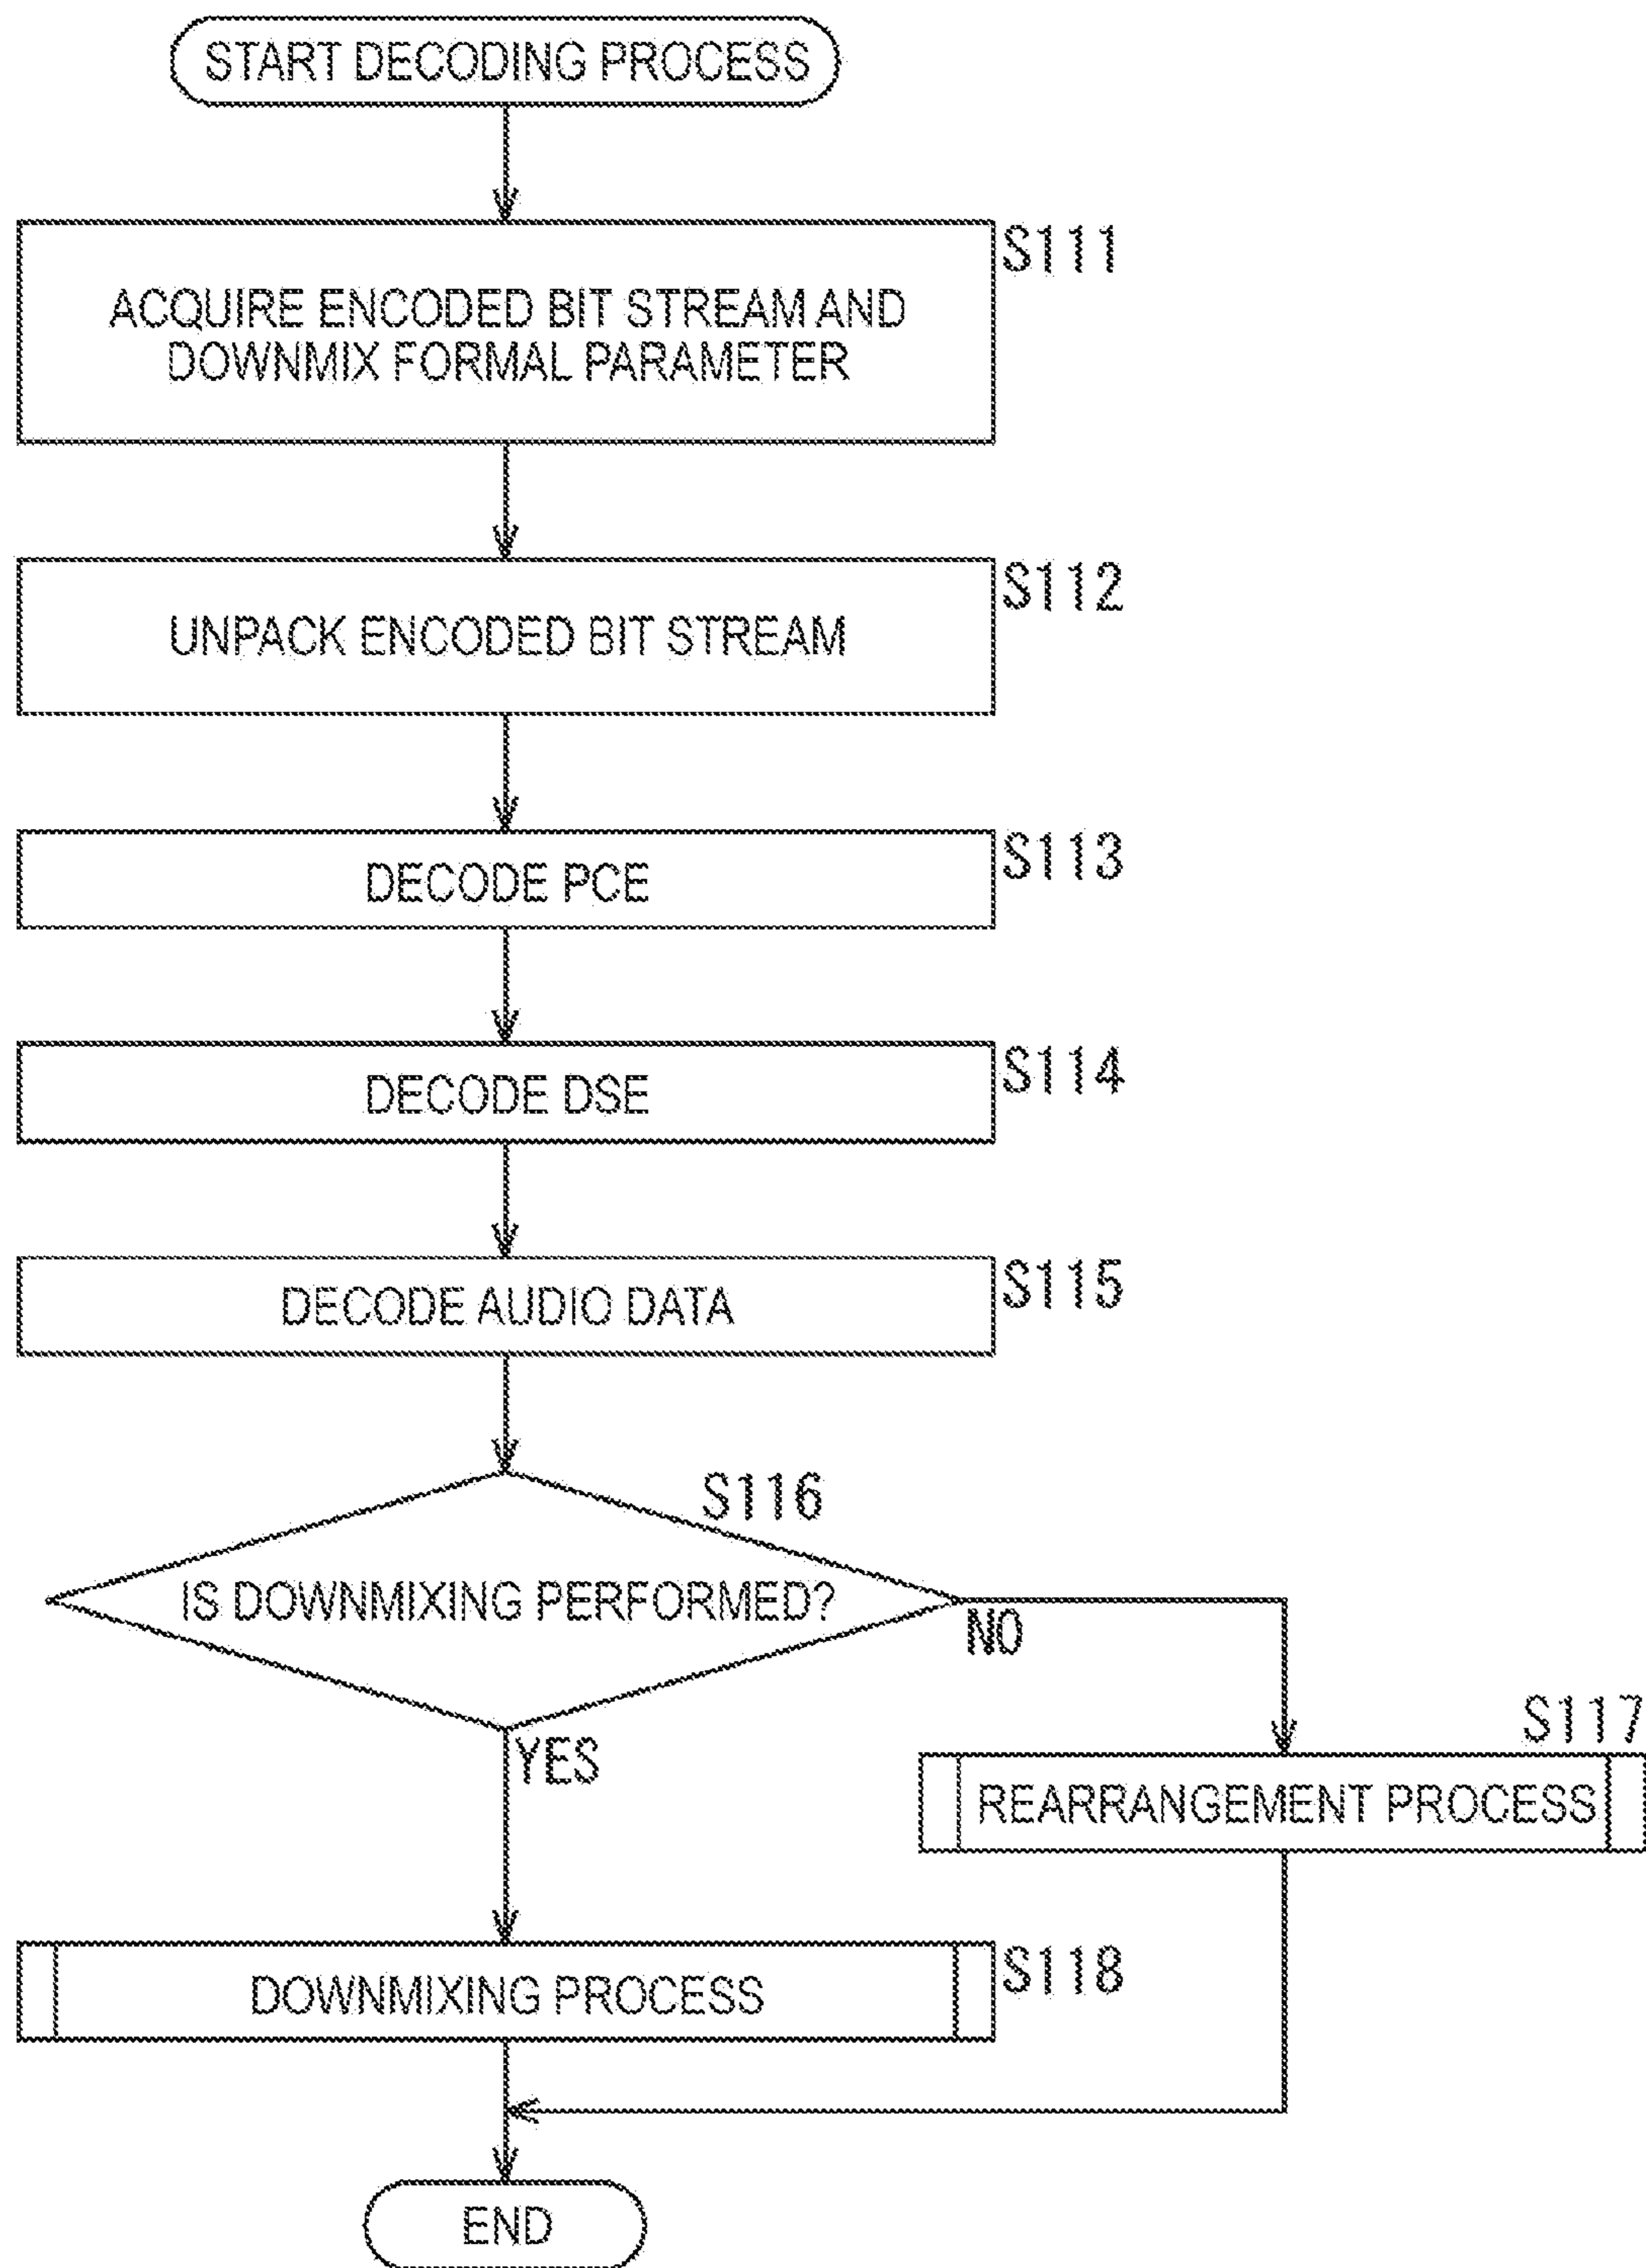 START DECODING PROCESS
S111
ACQUIRE ENCODED BIT STREAM AND
DOWNMIX FORMAL PARAMETER
S112
UNPACK ENCODED BIT STREAM
S113
DECODE PCE
S114
DECODE DSE
S115
DECODE AUDIO DATA
S116
IS DOWNMIXING PERFORMED?
NO
YES
S117
REARRANGEMENT PROCESS
S118
DOWNMIXING PROCESS
END